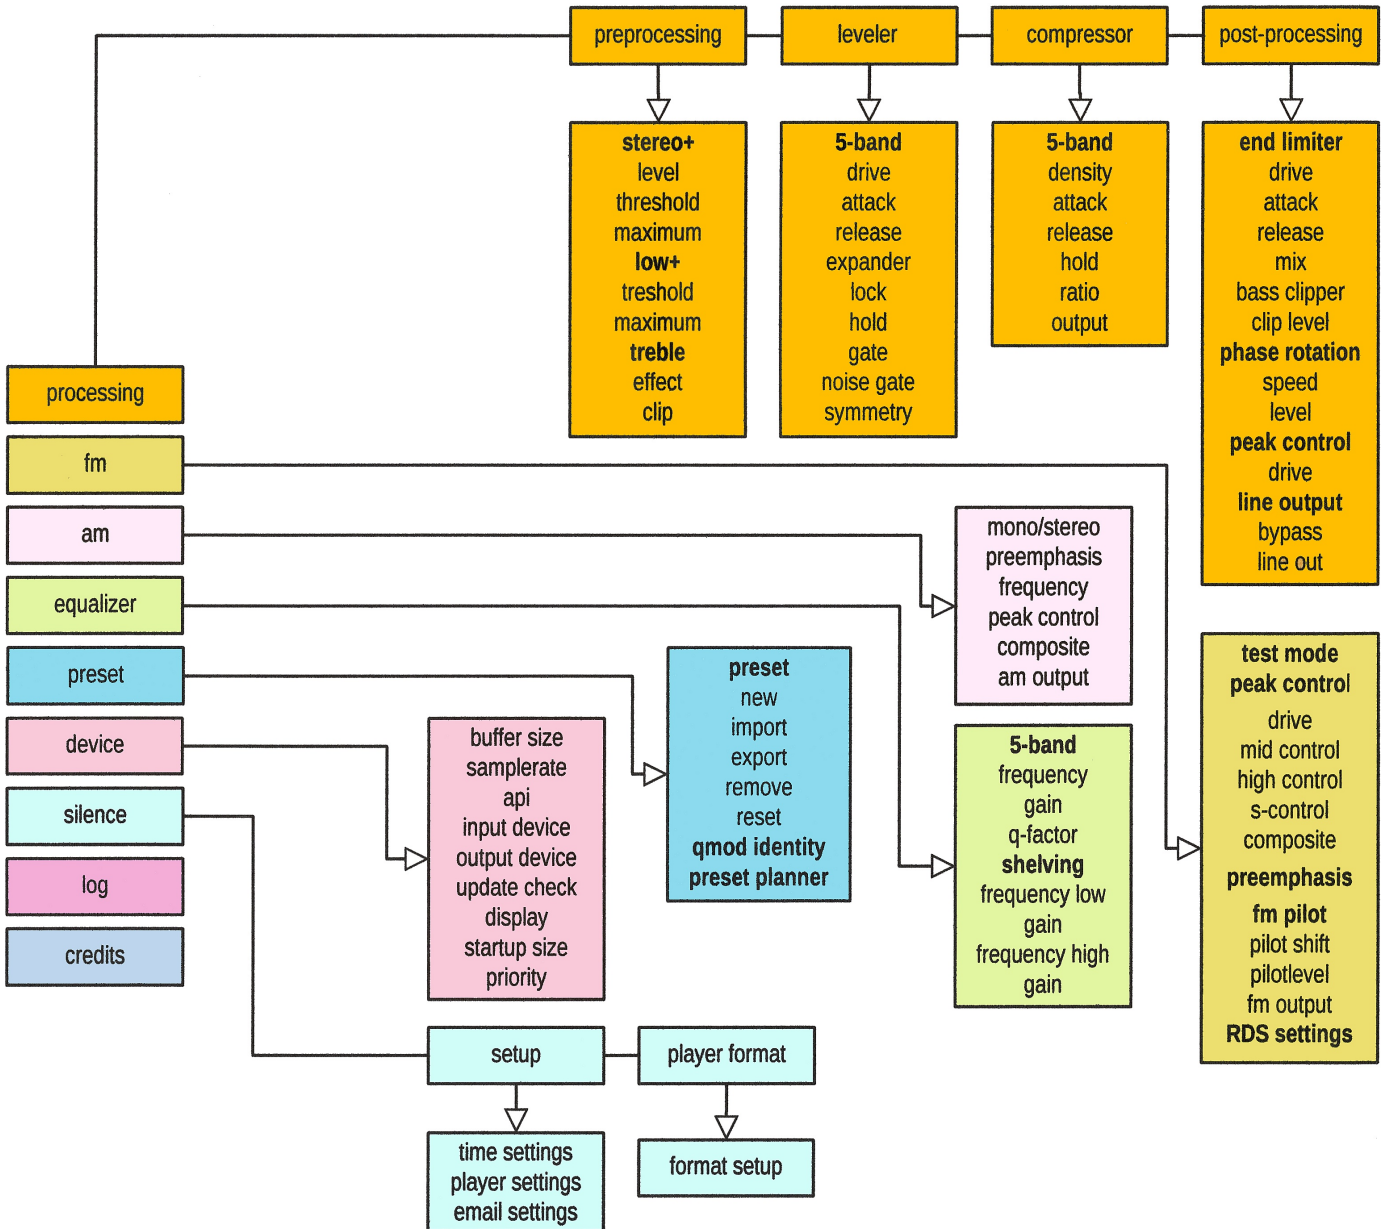 preprocessing
leveler
compressor
post-processing
stereo+
level
threshold
maximum
low+
treshold
maximum
treble
effect
clip
5-band
drive
attack
release
expander
lock
hold
gate
noise gate
symmetry
5-band
density
attack
release
hold
ratio
output
end limiter
drive
attack
release
mix
bass clipper
clip level
phase rotation
speed
level
peak control
drive
line output
bypass
line out
processing
fm
am
equalizer
preset
device
silence
log
credits
mono/stereo
preemphasis
frequency
peak control
composite
am output
preset
new
import
export
remove
reset
qmod identity
preset planner
buffer size
samplerate
api
input device
output device
update check
display
startup size
priority
5-band
frequency
gain
q-factor
shelving
frequency low
gain
frequency high
gain
test mode
peak control
drive
mid control
high control
s-control
composite
preemphasis
fm pilot
pilot shift
pilotlevel
fm output
RDS settings
setup
player format
time settings
player settings
email settings
format setup